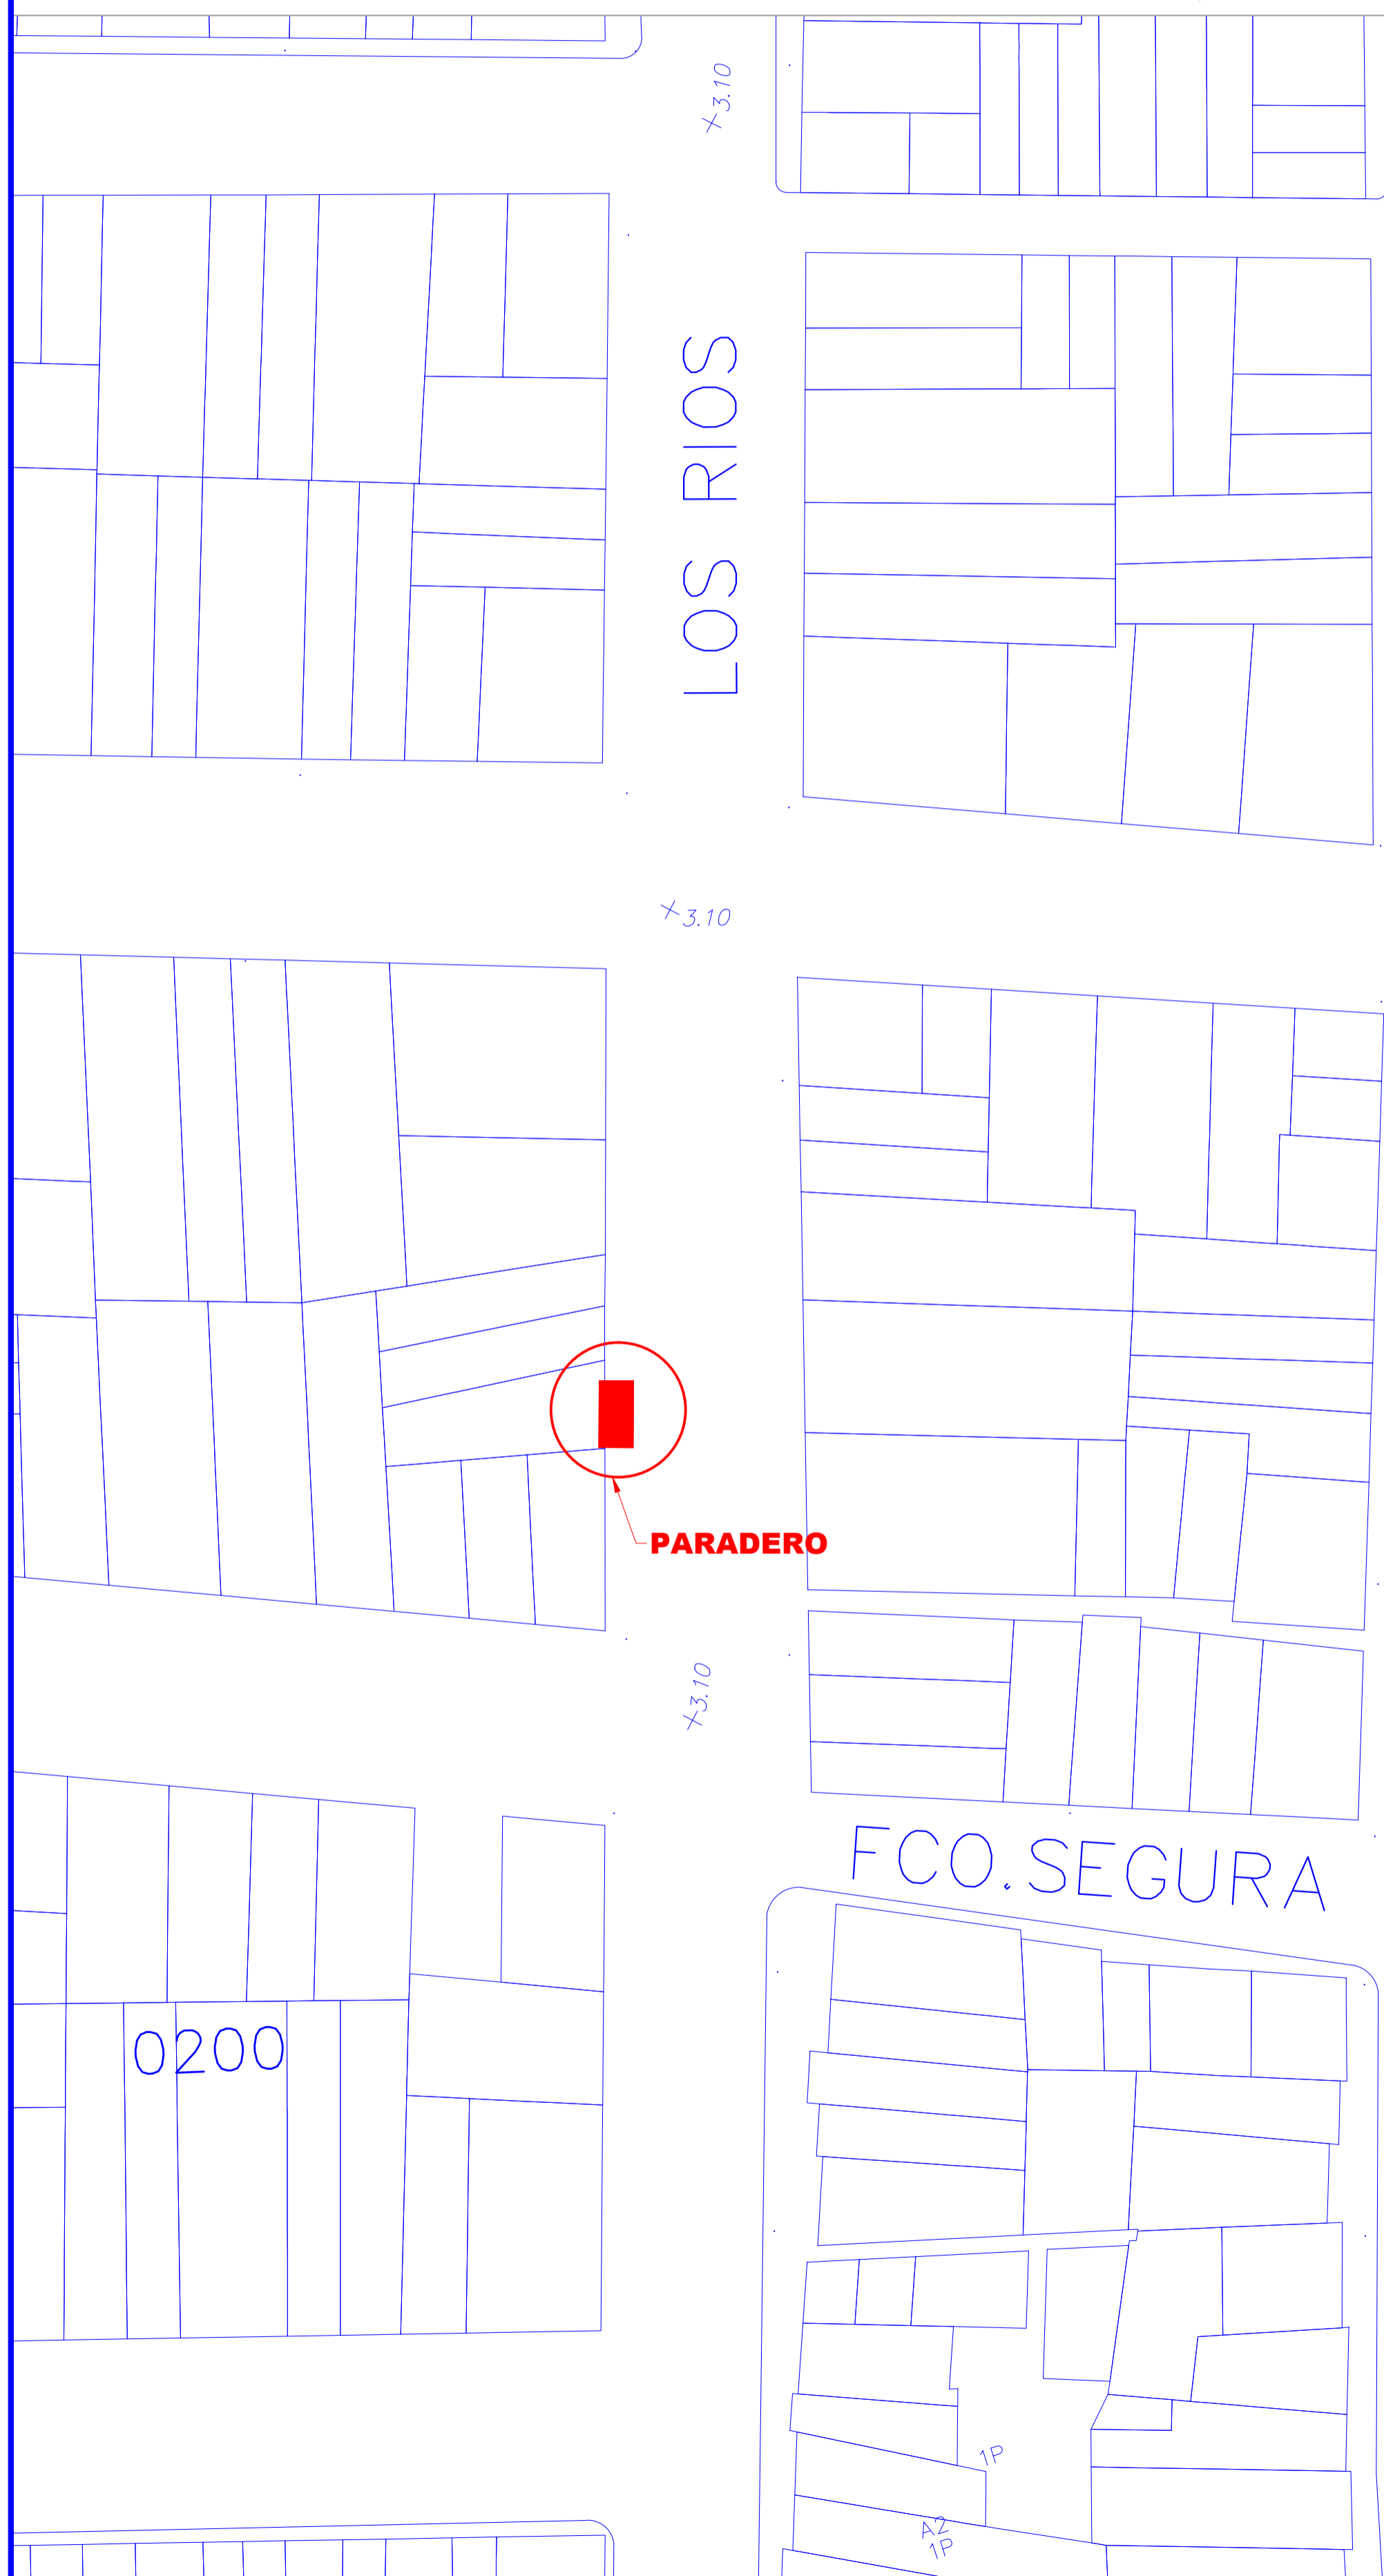 +3.10
LOS RIOS
+3.10
PARADERO
+3.10
FCO.SEGURA
0200
1P
A2
1P